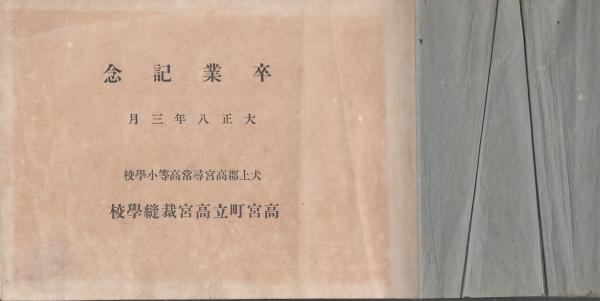 卒業記念
大正八年三月
犬上郡高宮尋常高等小學校
高宮町立高宮裁縫學校